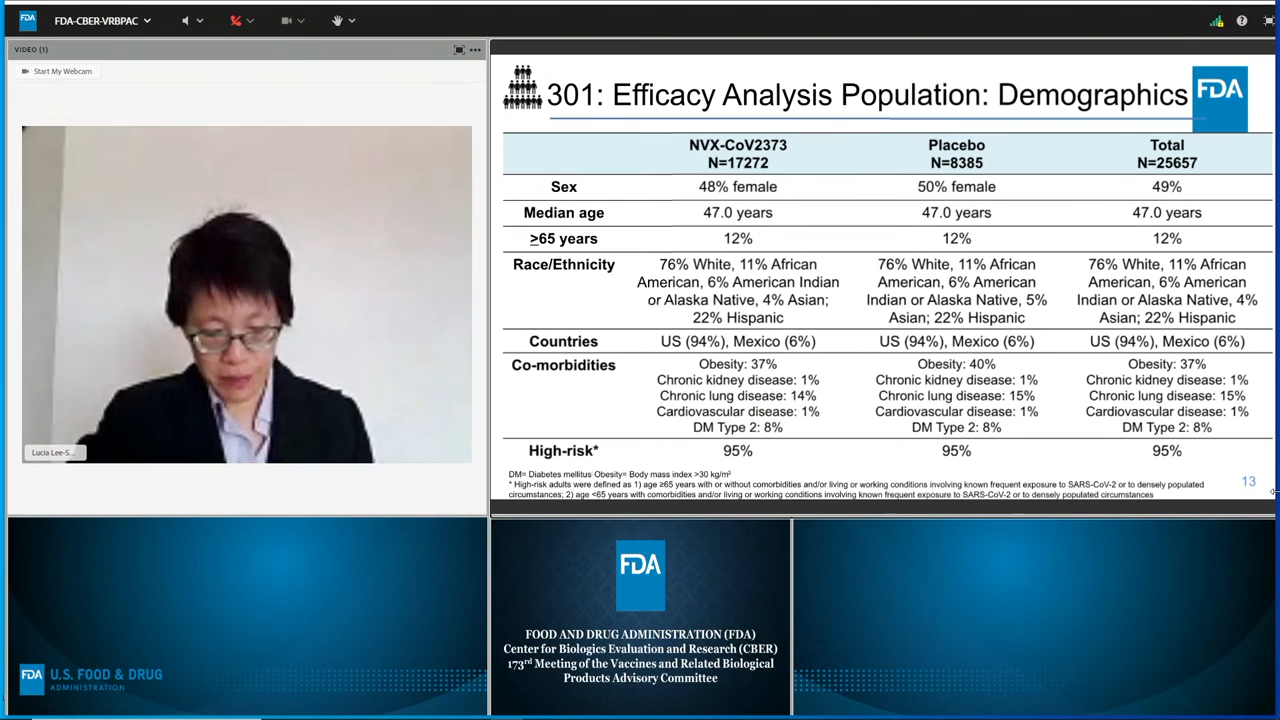 FDA
FDA-CBER-VRBPAC
VIDEO (1)
Start My Webcam
Lucia Lee-S...
301: Efficacy Analysis Population: Demographics
FDA
NVX-CoV2373 Placebo Total
N=17272 N=8385 N=25657
Sex 48% female 50% female 49%
Median age 47.0 years 47.0 years 47.0 years
≥65 years 12% 12% 12%
Race/Ethnicity 76% White, 11% African 76% White, 11% African 76% White, 11% African
American, 6% American Indian American, 6% American American, 6% American
or Alaska Native, 4% Asian; Indian or Alaska Native, 5% Indian or Alaska Native, 4%
22% Hispanic Asian; 22% Hispanic Asian; 22% Hispanic
Countries US (94%), Mexico (6%) US (94%), Mexico (6%) US (94%), Mexico (6%)
Co-morbidities Obesity: 37% Obesity: 40% Obesity: 37%
Chronic kidney disease: 1% Chronic kidney disease: 1% Chronic kidney disease: 1%
Chronic lung disease: 14% Chronic lung disease: 15% Chronic lung disease: 15%
Cardiovascular disease: 1% Cardiovascular disease: 1% Cardiovascular disease: 1%
DM Type 2: 8% DM Type 2: 8% DM Type 2: 8%
High-risk* 95% 95% 95%
DM= Diabetes mellitus Obesity= Body mass index >30 kg/m³
* High-risk adults were defined as 1) age ≥65 years with or without comorbidities and/or living or working conditions involving known frequent exposure to SARS-CoV-2 or to densely populated
circumstances; 2) age <65 years with comorbidities and/or living or working conditions involving known frequent exposure to SARS-CoV-2 or to densely populated circumstances
13
FDA
FOOD AND DRUG ADMINISTRATION (FDA)
Center for Biologics Evaluation and Research (CBER)
173rd Meeting of the Vaccines and Related Biological
Products Advisory Committee
FDA U.S. FOOD & DRUG
ADMINISTRATION